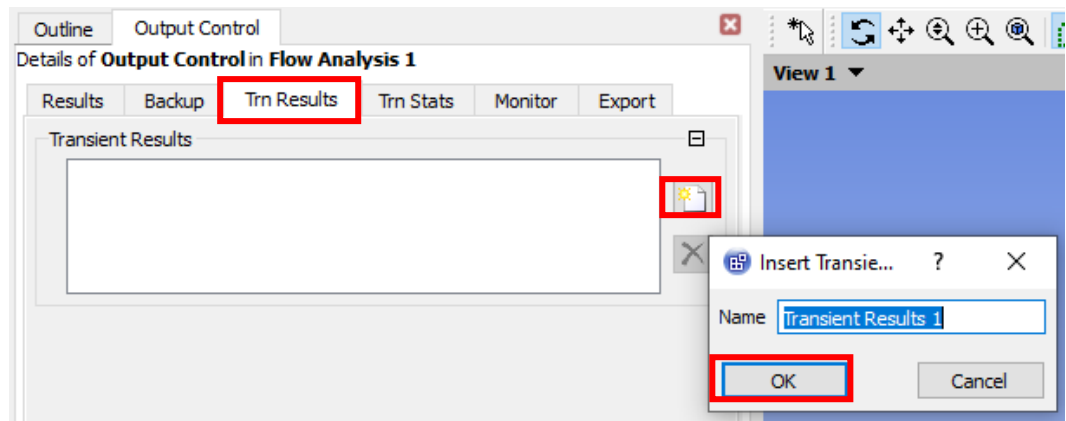 Outline
Output Control
Details of Output Control in Flow Analysis 1
Results
Backup
Trn Results
Trn Stats
Monitor
Export
Transient Results
View 1
Insert Transie...
?
Name
Transient Results 1
OK
Cancel